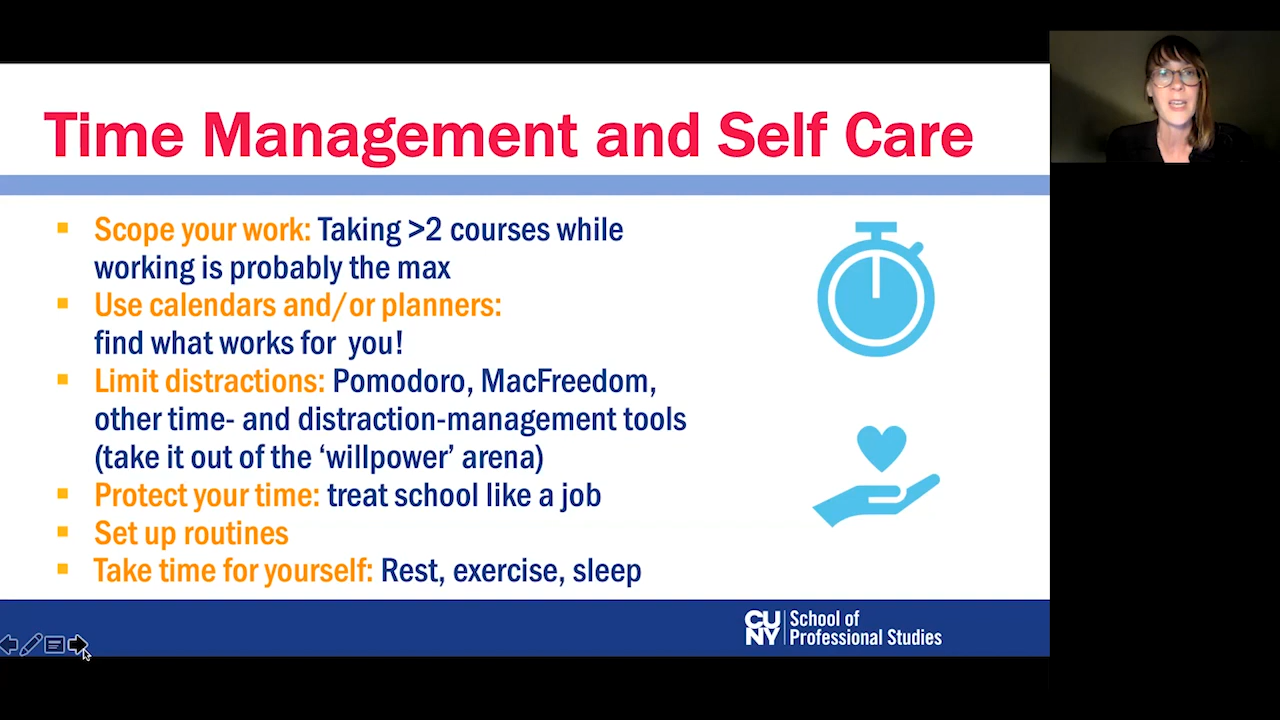 Time Management and Self Care
Scope your work: Taking >2 courses while
working is probably the max
Use calendars and/or planners:
find what works for you!
Limit distractions: Pomodoro, MacFreedom,
other time- and distraction-management tools
(take it out of the ‘willpower’ arena)
Protect your time: treat school like a job
Set up routines
Take time for yourself: Rest, exercise, sleep
CU
NY
School of
Professional Studies